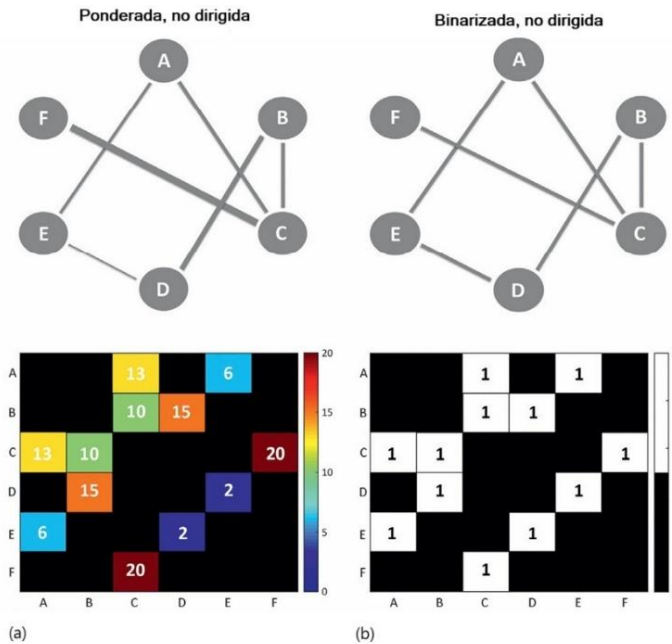 Ponderada, no dirigida
Binarizada, no dirigida
A
F
B
E
C
D
A
F
B
E
C
D
A 13 6
B 10 15
C 13 10 20
D 15 2
E 6 2
F 20
A B C D E F
20
15
10
5
0
A 1 1
B 1 1
C 1 1 1
D 1 1
E 1 1
F 1
A B C D E F
(a)
(b)